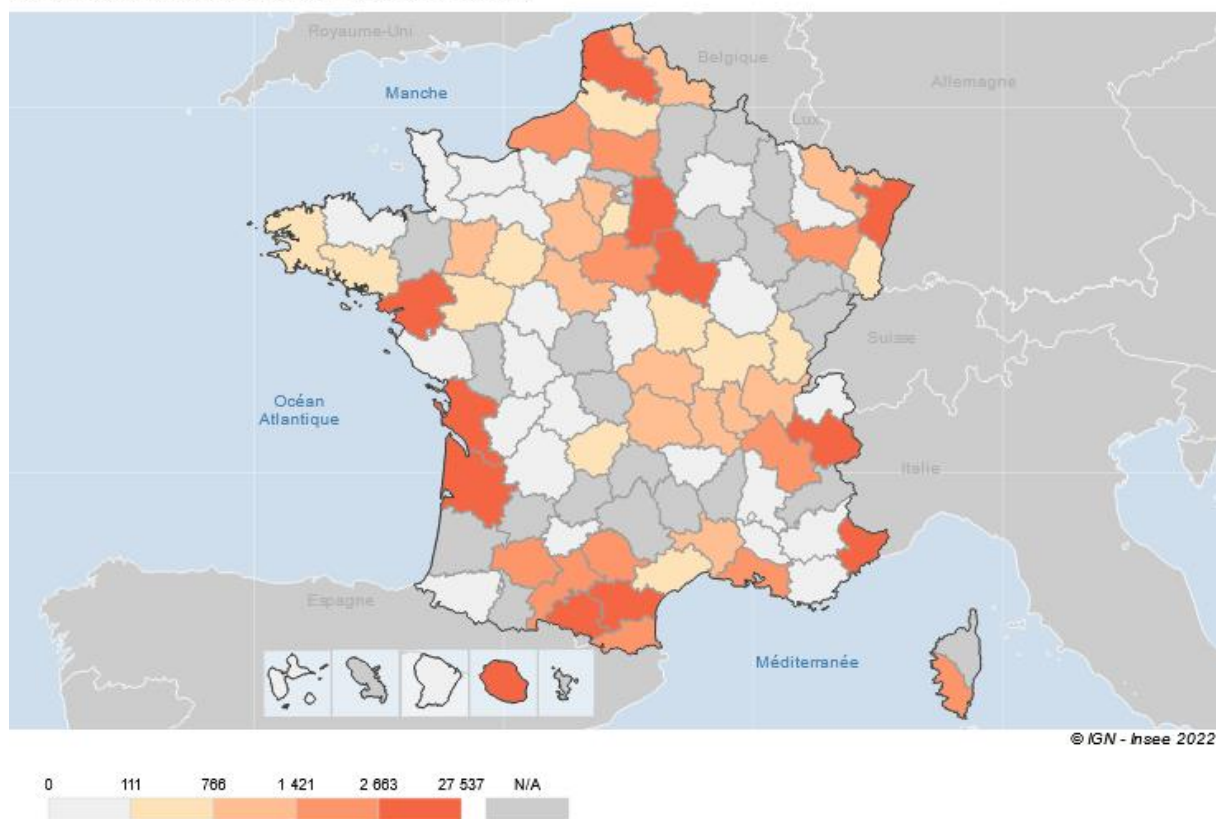 Royaume-Uni
Belgique
Allemagne
Manche
Lux.
Suisse
Océan
Atlantique
Italie
Espagne
Méditerranée
© IGN - Insee 2022
0 111 766 1 421 2 663 27 537 N/A